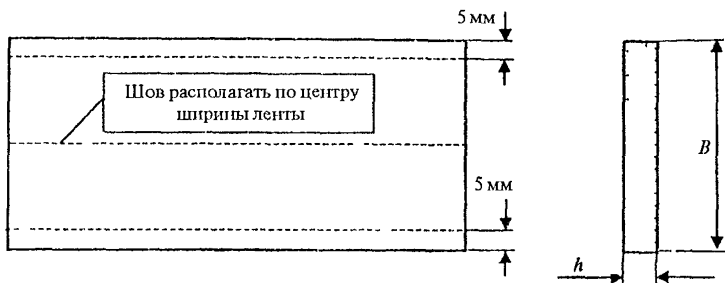 5 мм
Шов располагать по центру
ширины ленты
B
5 мм
h